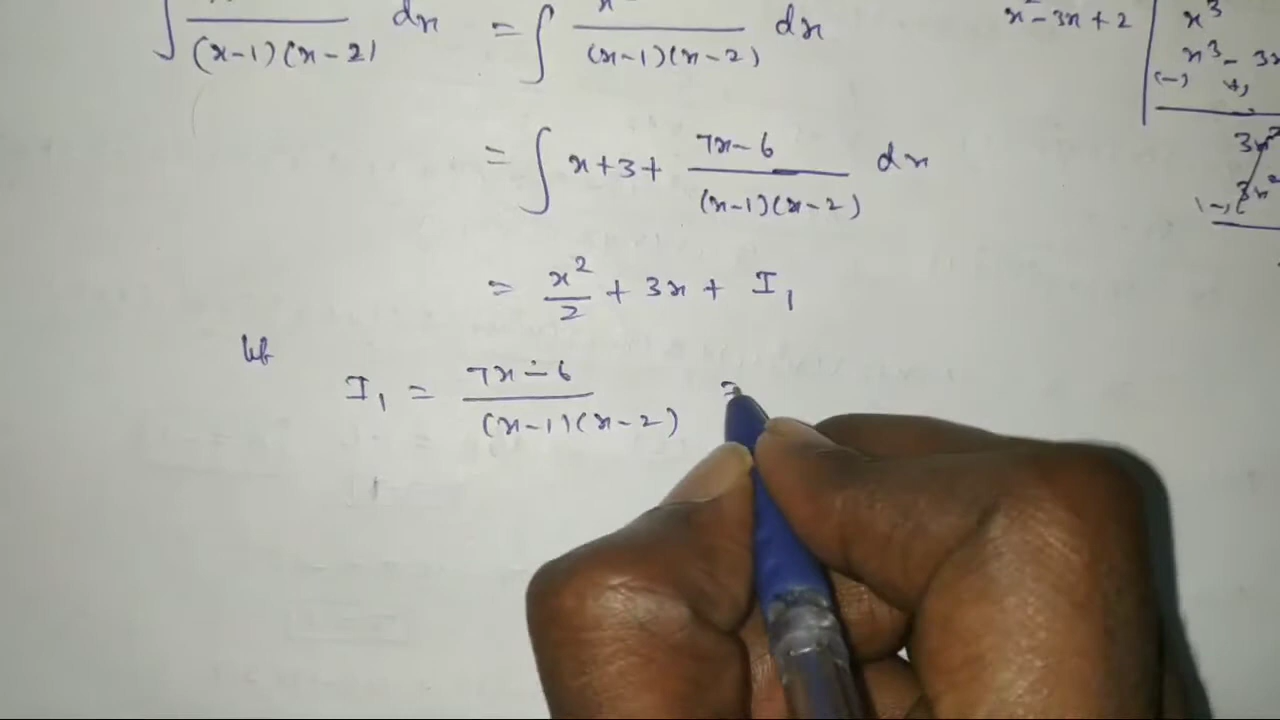 ∫ ── / (x-1)(x-2) dx = ∫ x / (x-1)(x-2) dx
= ∫ x+3+ 7x-6 / (x-1)(x-2) dx
= x²/2 + 3x + I₁
I₁ = 7x-6 / (x-1)(x-2) =
x²-3x+2 | x³
x³- 3x
(-) (+)
3x²
(-) 3x²